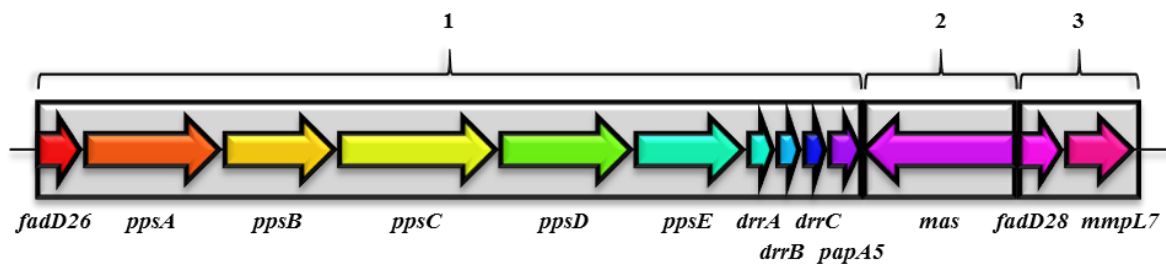 1 2 3
fadD26 ppsA ppsB ppsC ppsD ppsE drrA drrC mas fadD28 mmpL7
drrB papA5